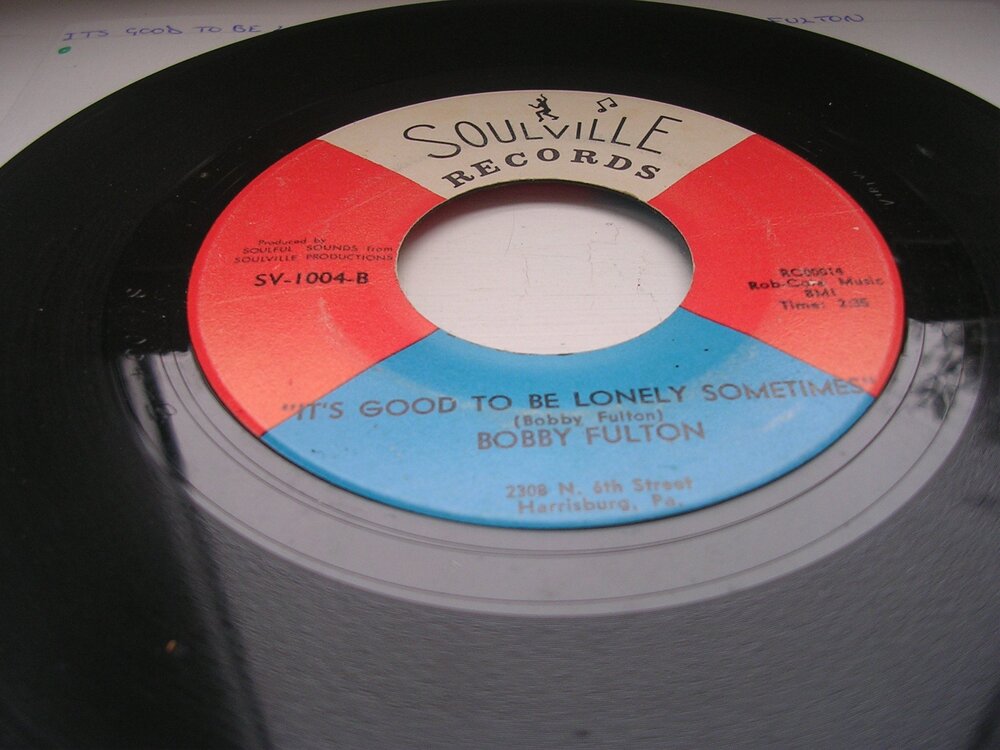 ITS GOOD TO BE
FULTON
SOULVILLE
RECORDS
Produced by
SOULFUL SOUNDS from
SOULVILLE PRODUCTIONS
SV-1004-B
Music
BMI
Time: 2:35
"IT'S GOOD TO BE LONELY SOMETIMES"
(Bobby Fulton)
BOBBY FULTON
2308 N. 6th Street
Harrisburg, Pa.